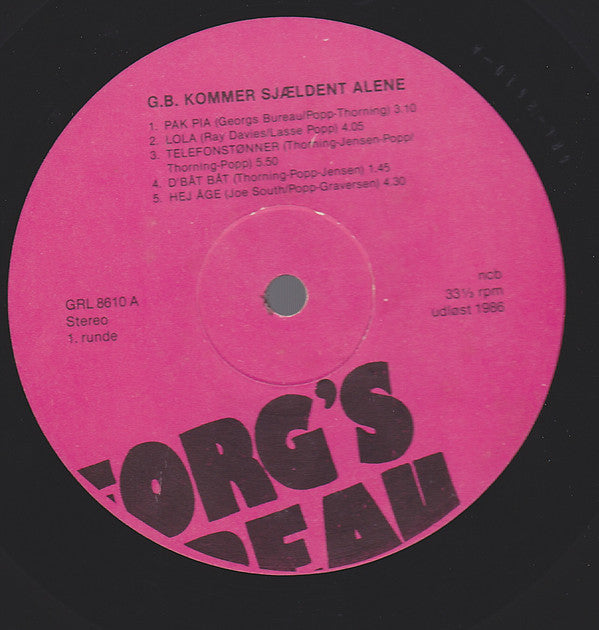 G.B. KOMMER SJÆLDENT ALENE
1. PAK PIA (Georgs Bureau/Popp-Thorning) 3.10
2. LOLA (Ray Davies/Lasse Popp) 4.05
3. TELEFONSTØNNER (Thorning-Jensen-Popp/
Thorning-Popp) 5.50
4. D'BÅT BÅT (Thorning-Popp-Jensen) 1.45
5. HEJ ÅGE (Joe South/Popp-Graversen) 4.30
GRL 8610 A
Stereo
1. runde
ncb
33⅓ rpm
udløst 1986
EORG'S
REAU